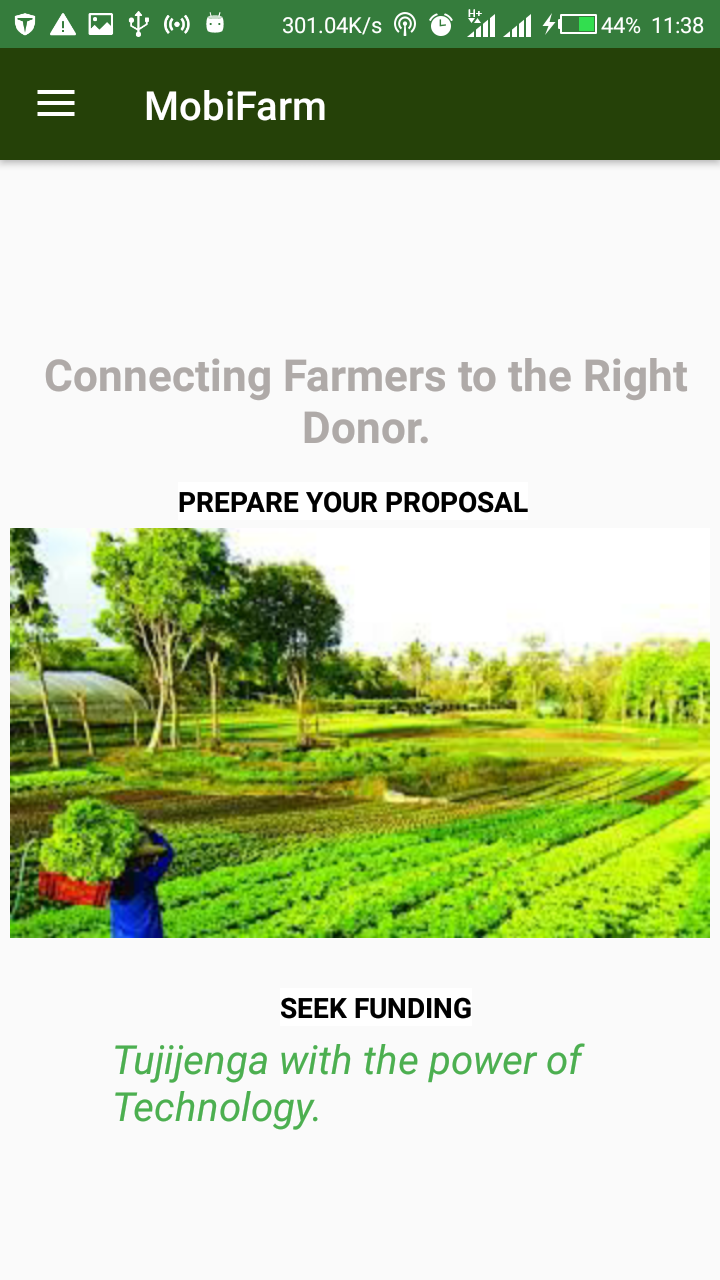 301.04K/s H+ 44% 11:38
MobiFarm
Connecting Farmers to the Right
Donor.
PREPARE YOUR PROPOSAL
SEEK FUNDING
Tujijenga with the power of
Technology.